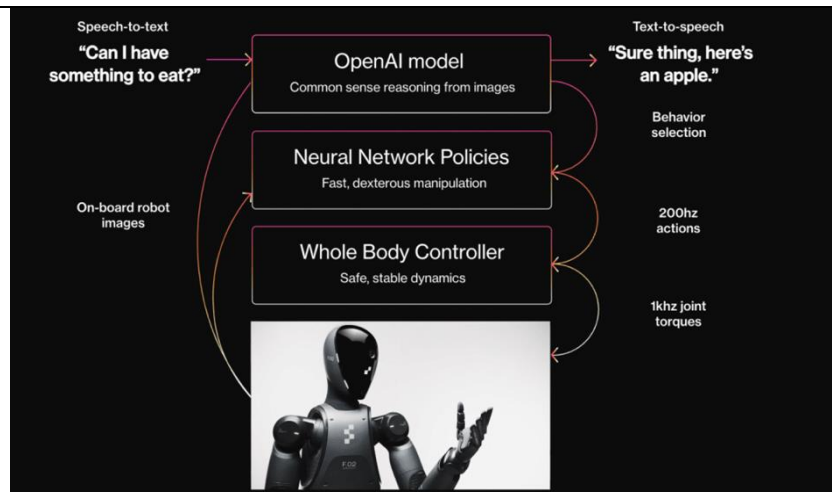 Speech-to-text
“Can I have
something to eat?”
OpenAI model
Common sense reasoning from images
Text-to-speech
“Sure thing, here’s
an apple.”
Behavior
selection
Neural Network Policies
Fast, dexterous manipulation
On-board robot
images
200hz
actions
Whole Body Controller
Safe, stable dynamics
1khz joint
torques
F.02